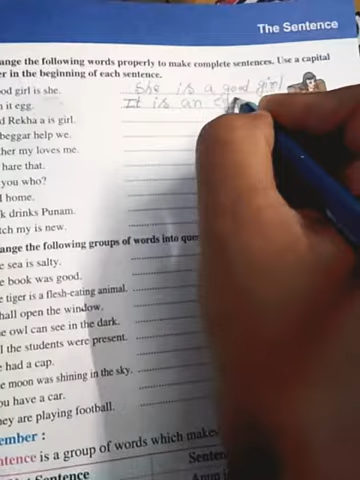 The Sentence
ange the following words properly to make complete sentences. Use a capital
er in the beginning of each sentence.
od girl is she. She is a good girl
n it egg. It is an
d Rekha a is girl.
beggar help we.
her my loves me.
hare that.
you who?
l home.
k drinks Punam.
tch my is new.
ange the following groups of words into ques
e sea is salty.
e book was good.
e tiger is a flesh-eating animal.
hall open the window.
e owl can see in the dark.
l the students were present.
e had a cap.
e moon was shining in the sky.
ou have a car.
hey are playing football.
ember :
ntence is a group of words which makes
Sentence Senten